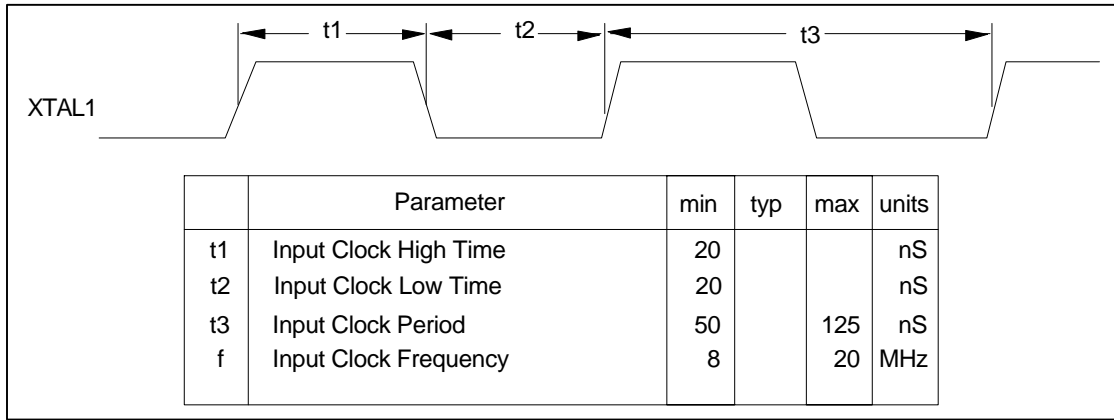 t1 t2 t3
XTAL1
Parameter min typ max units
t1 Input Clock High Time 20 nS
t2 Input Clock Low Time 20 nS
t3 Input Clock Period 50 125 nS
f Input Clock Frequency 8 20 MHz